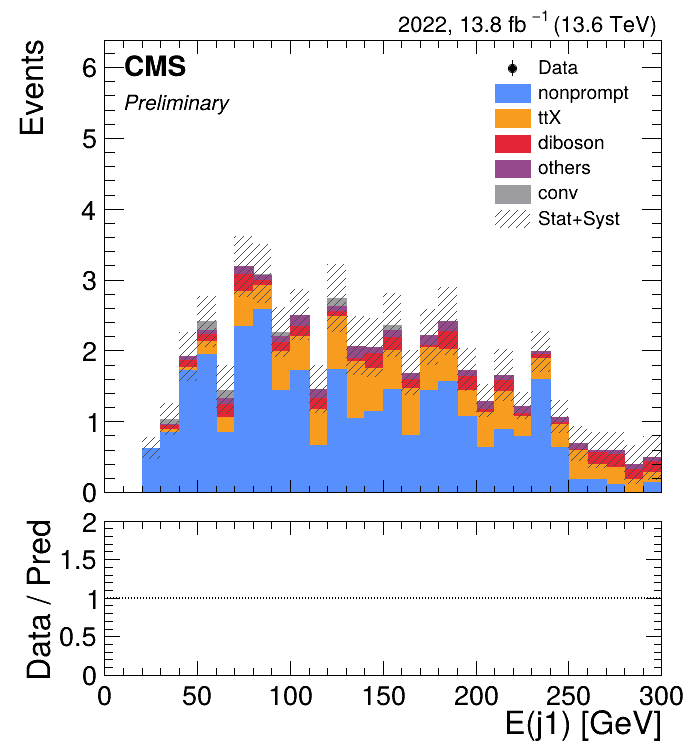 2022, 13.8 fb⁻¹ (13.6 TeV)
Events
CMS
Preliminary
Data
nonprompt
ttX
diboson
others
conv
Stat+Syst
6
5
4
3
2
1
0
Data / Pred
2
1.5
1
0.5
0
0 50 100 150 200 250 300
E(j1) [GeV]